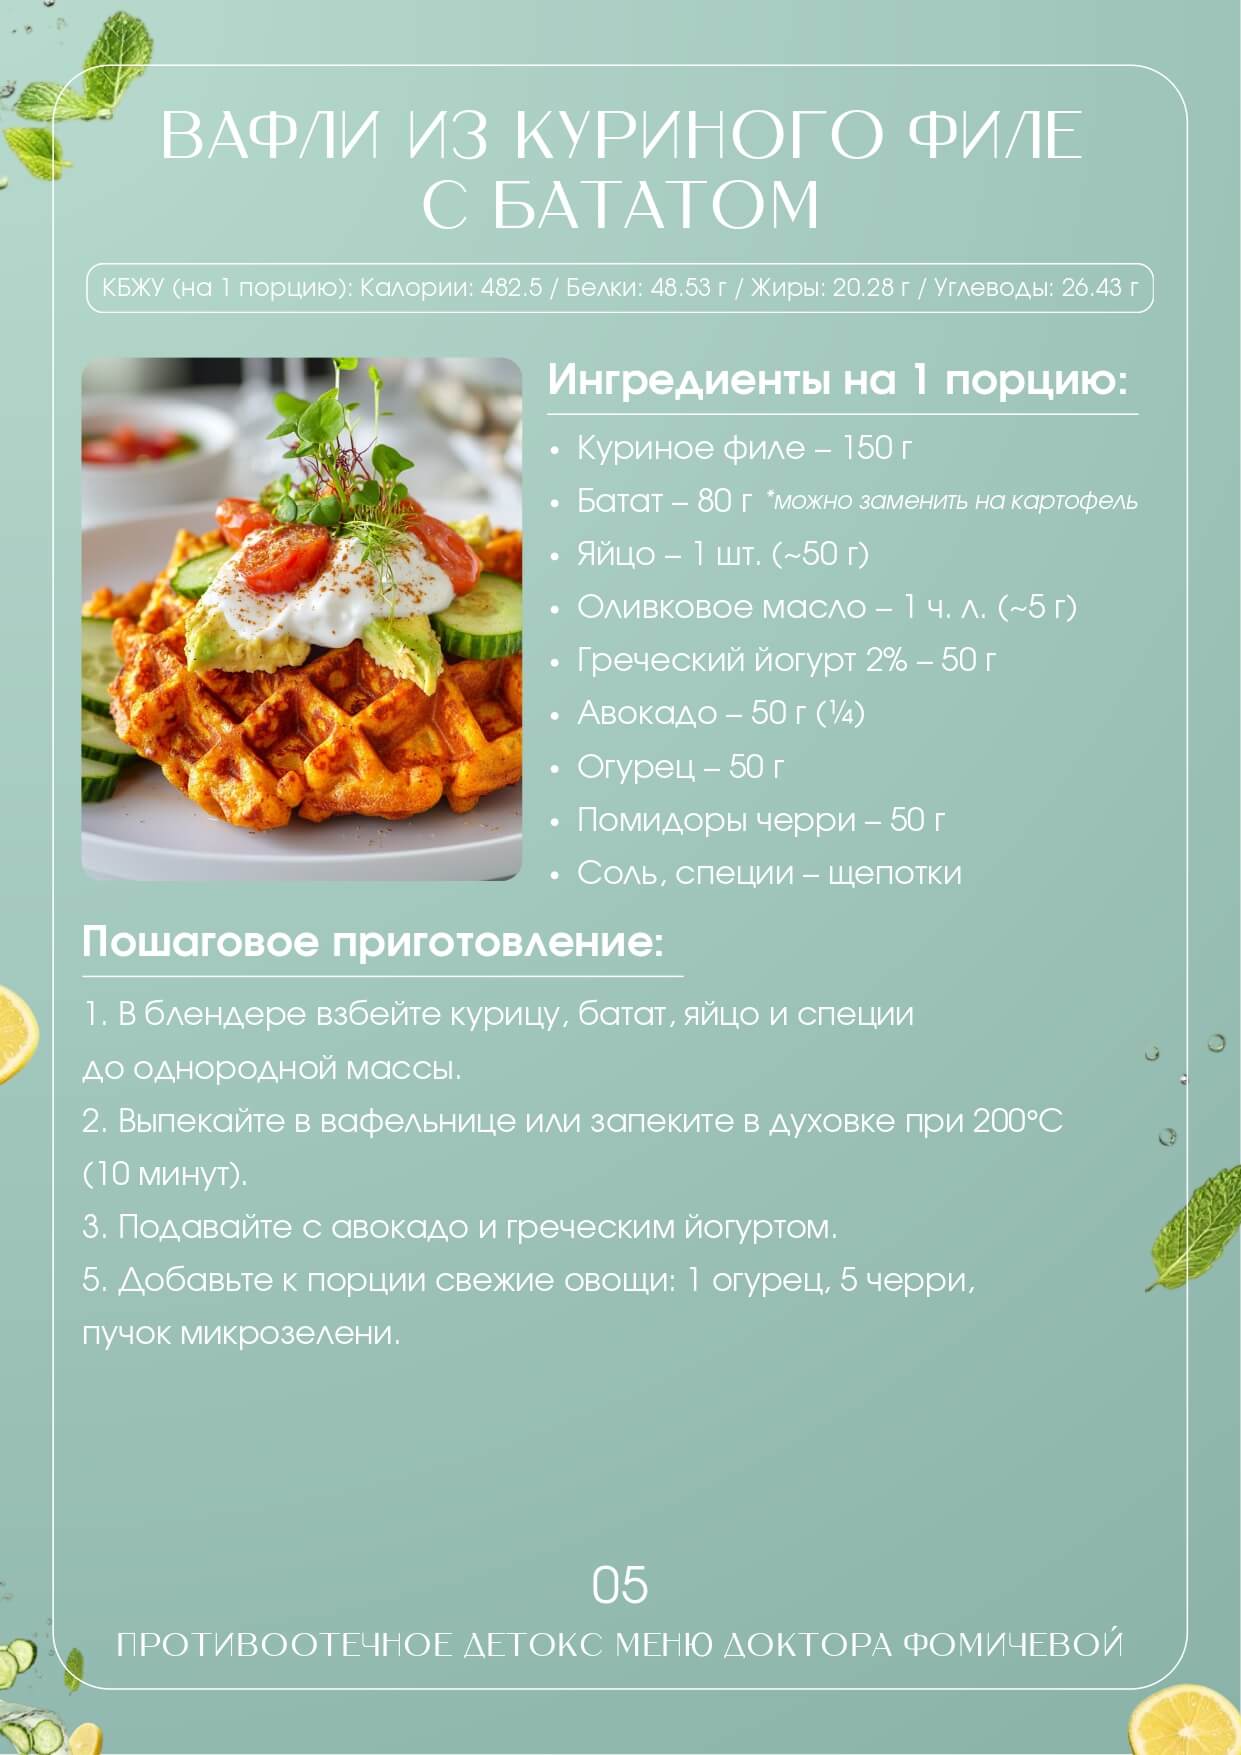 ВАФЛИ ИЗ КУРИНОГО ФИЛЕ
С БАТАТОМ
КБЖУ (на 1 порцию): Калории: 482.5 / Белки: 48.53 г / Жиры: 20.28 г / Углеводы: 26.43 г
Ингредиенты на 1 порцию:
• Куриное филе – 150 г
• Батат – 80 г *можно заменить на картофель
• Яйцо – 1 шт. (~50 г)
• Оливковое масло – 1 ч. л. (~5 г)
• Греческий йогурт 2% – 50 г
• Авокадо – 50 г (¼)
• Огурец – 50 г
• Помидоры черри – 50 г
• Соль, специи – щепотки
Пошаговое приготовление:
1. В блендере взбейте курицу, батат, яйцо и специи
до однородной массы.
2. Выпекайте в вафельнице или запеките в духовке при 200°С
(10 минут).
3. Подавайте с авокадо и греческим йогуртом.
5. Добавьте к порции свежие овощи: 1 огурец, 5 черри,
пучок микрозелени.
05
ПРОТИВООТЕЧНОЕ ДЕТОКС МЕНЮ ДОКТОРА ФОМИЧЕВОЙ